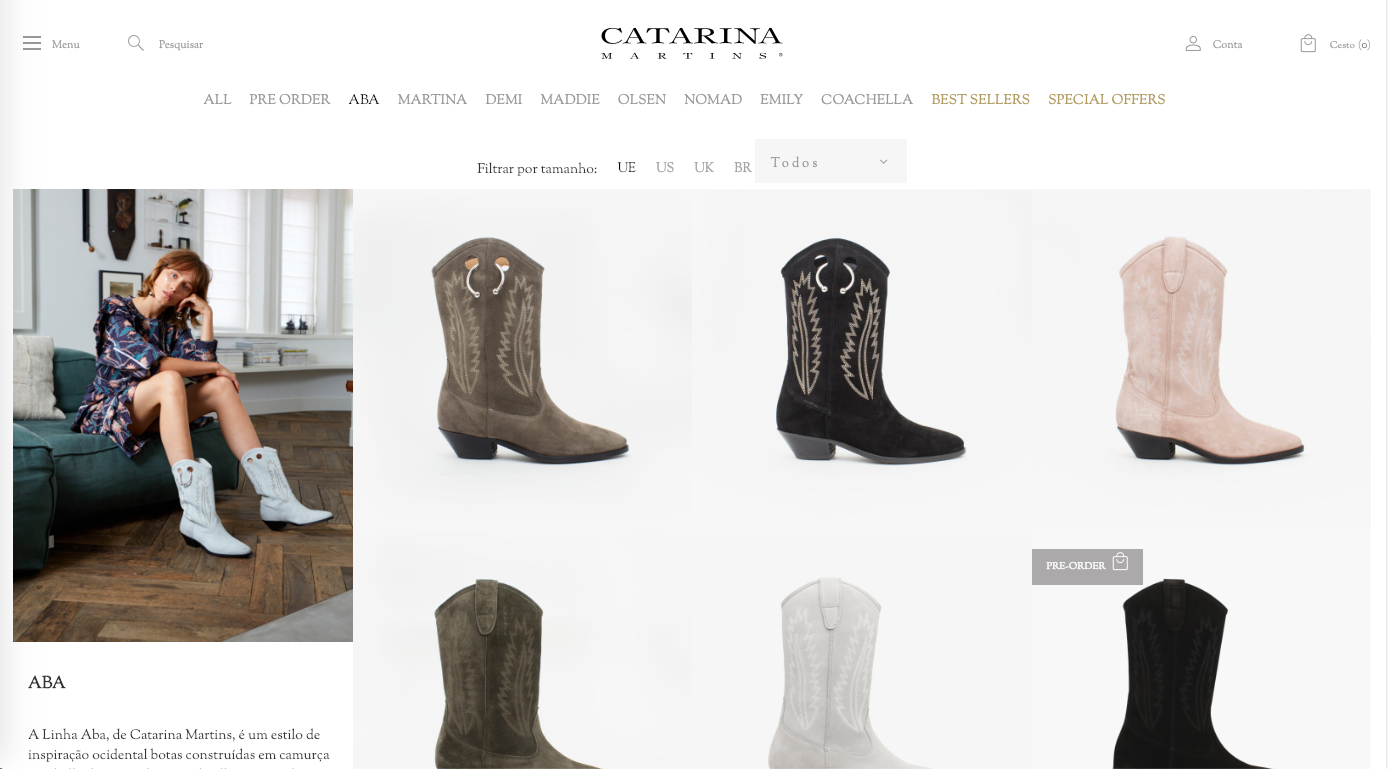 Menu
Pesquisar
CATARINA
MARTINS®
Conta
Cesto (0)
ALL PRE ORDER ABA MARTINA DEMI MADDIE OLSEN NOMAD EMILY COACHELLA BEST SELLERS SPECIAL OFFERS
Filtrar por tamanho: UE US UK BR Todos
PRE-ORDER
ABA
A Linha Aba, de Catarina Martins, é um estilo de
inspiração ocidental botas construídas em camurça